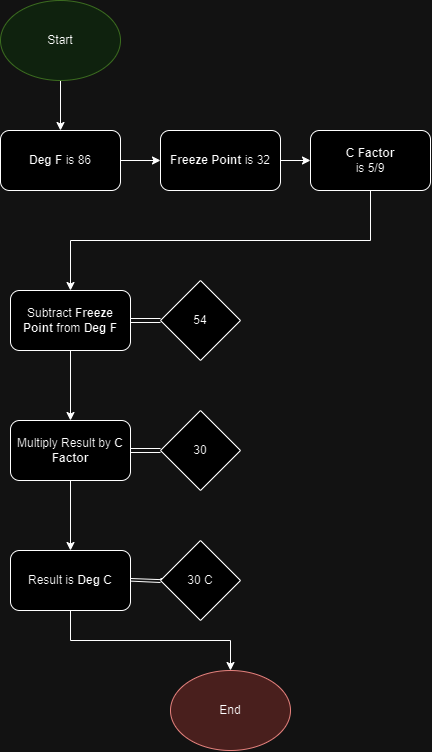 Start
Deg F is 86
Freeze Point is 32
C Factor
is 5/9
Subtract Freeze
Point from Deg F
54
Multiply Result by C
Factor
30
Result is Deg C
30 C
End